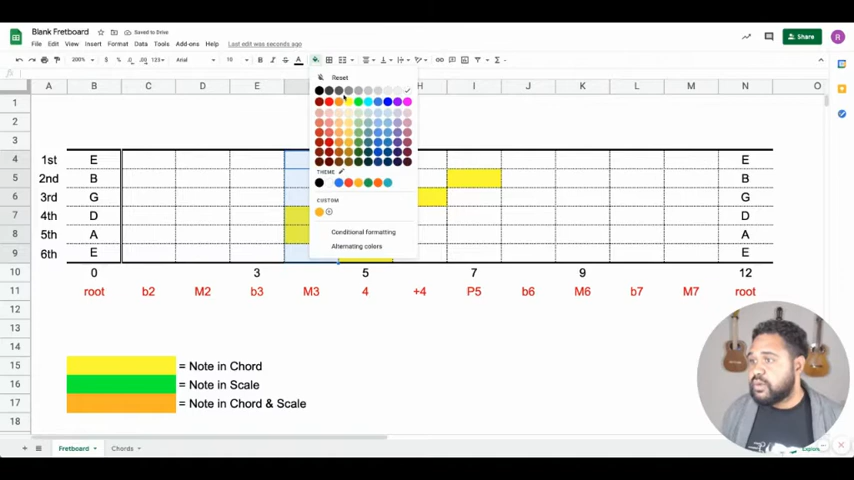 Blank Fretboard Saved to Drive
File Edit View Insert Format Data Tools Add-ons Help Last edit was seconds ago
Share R
200% $ % .0 .00 123 Arial 10 B I S A
fx
Reset
A B C D E H I J K L M N O
1
2
3
4 1st E E
5 2nd B B
6 3rd G G
7 4th D D
8 5th A A
9 6th E E
10 0 3 5 7 9 12
11 root b2 M2 b3 M3 4 +4 P5 b6 M6 b7 M7 root
12
13
14
15 = Note in Chord
16 = Note in Scale
17 = Note in Chord & Scale
18
THEME
CUSTOM
Conditional formatting
Alternating colors
Fretboard Chords
Explore